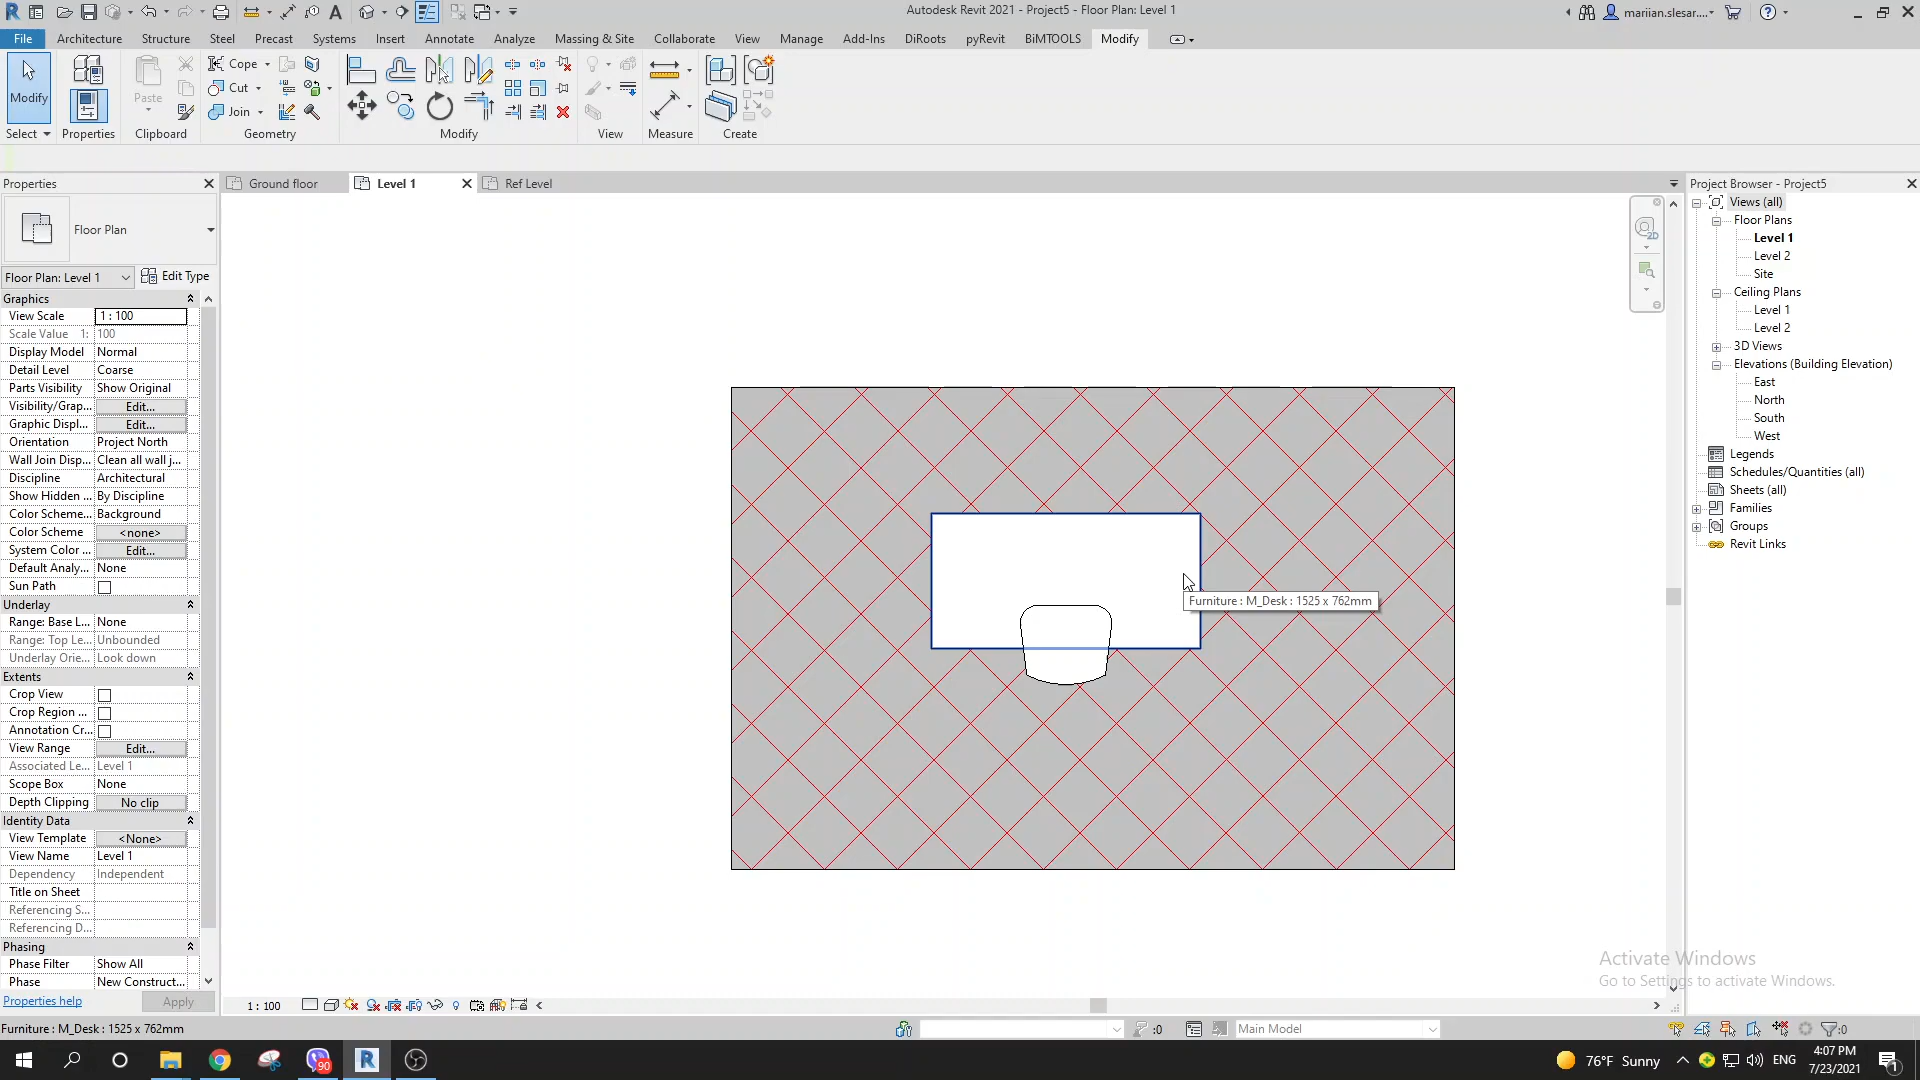 Autodesk Revit 2021 - Project5 - Floor Plan: Level 1
mariian.slesar....
File Architecture Structure Steel Precast Systems Insert Annotate Analyze Massing & Site Collaborate View Manage Add-Ins DiRoots pyRevit BiMTOOLS Modify
Modify
Paste
Cope
Cut
Join
Select Properties Clipboard Geometry Modify View Measure Create
Properties
Ground floor
Level 1
Ref Level
Project Browser - Project5
Floor Plan
Floor Plan: Level 1
Edit Type
Graphics
View Scale 1 : 100
Scale Value 1: 100
Display Model Normal
Detail Level Coarse
Parts Visibility Show Original
Visibility/Grap... Edit...
Graphic Displ... Edit...
Orientation Project North
Wall Join Disp... Clean all wall j...
Discipline Architectural
Show Hidden ... By Discipline
Color Scheme... Background
Color Scheme <none>
System Color ... Edit...
Default Analy... None
Sun Path
Underlay
Range: Base L... None
Range: Top Le... Unbounded
Underlay Orie... Look down
Extents
Crop View
Crop Region ...
Annotation Cr...
View Range Edit...
Associated Le... Level 1
Scope Box None
Depth Clipping No clip
Identity Data
View Template <None>
View Name Level 1
Dependency Independent
Title on Sheet
Referencing S...
Referencing D...
Phasing
Phase Filter Show All
Phase New Construct...
Properties help
Apply
2D
Furniture : M_Desk : 1525 x 762mm
Views (all)
Floor Plans
Level 1
Level 2
Site
Ceiling Plans
Level 1
Level 2
3D Views
Elevations (Building Elevation)
East
North
South
West
Legends
Schedules/Quantities (all)
Sheets (all)
Families
Groups
Revit Links
Activate Windows
Go to Settings to activate Windows.
1 : 100
Furniture : M_Desk : 1525 x 762mm
:0
Main Model
:0
90
76°F Sunny
ENG
4:07 PM
7/23/2021
1